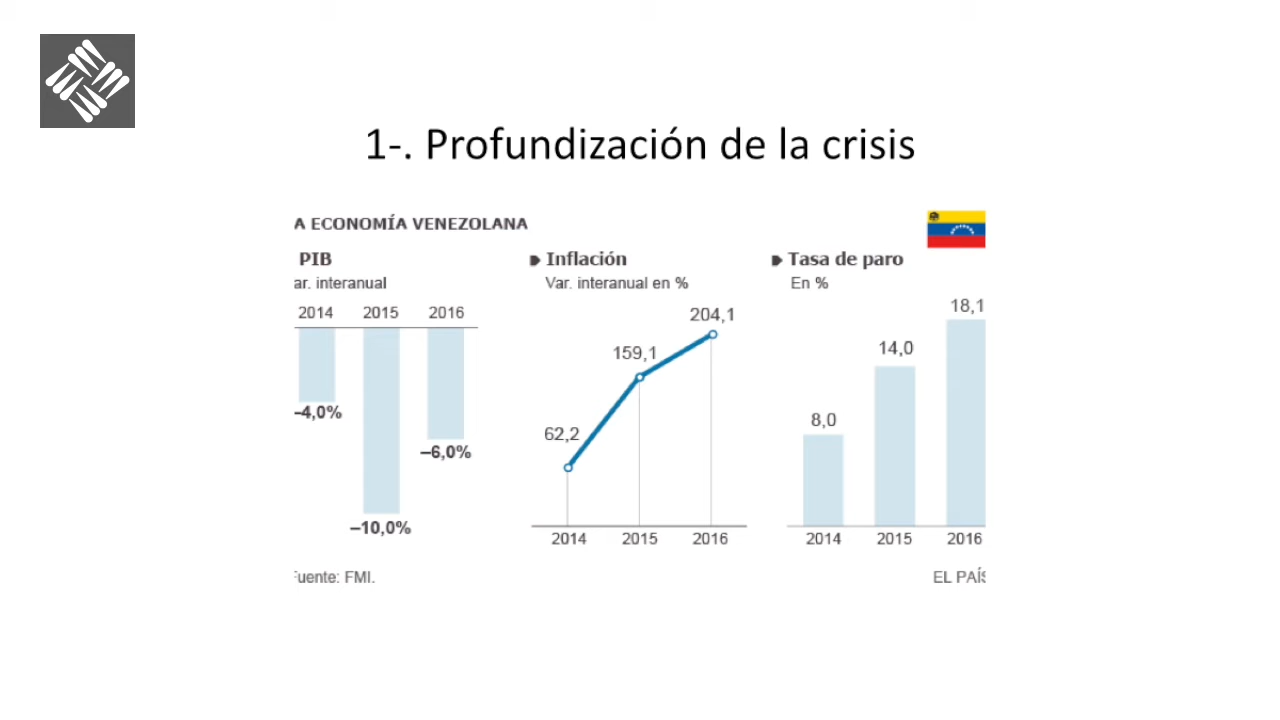 1-. Profundización de la crisis
A ECONOMÍA VENEZOLANA
PIB
ar. interanual
2014 2015 2016
–4,0%
–10,0%
–6,0%
Inflación
Var. interanual en %
62,2
159,1
204,1
2014 2015 2016
Tasa de paro
En %
8,0
14,0
18,1
2014 2015 2016
uente: FMI.
EL PAÍS